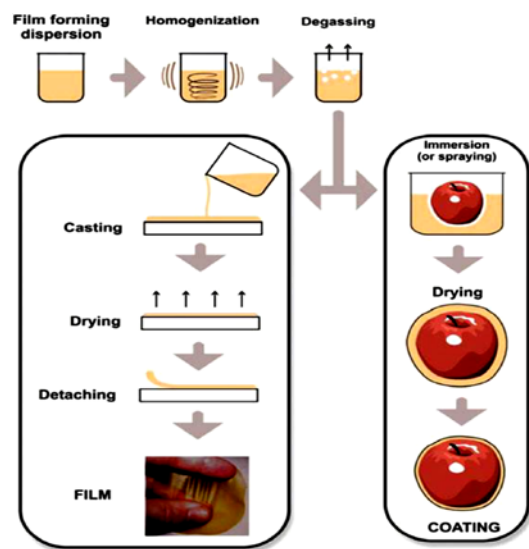 Film forming
dispersion
Homogenization
Degassing
Casting
Drying
Detaching
FILM
Immersion
(or spraying)
Drying
COATING